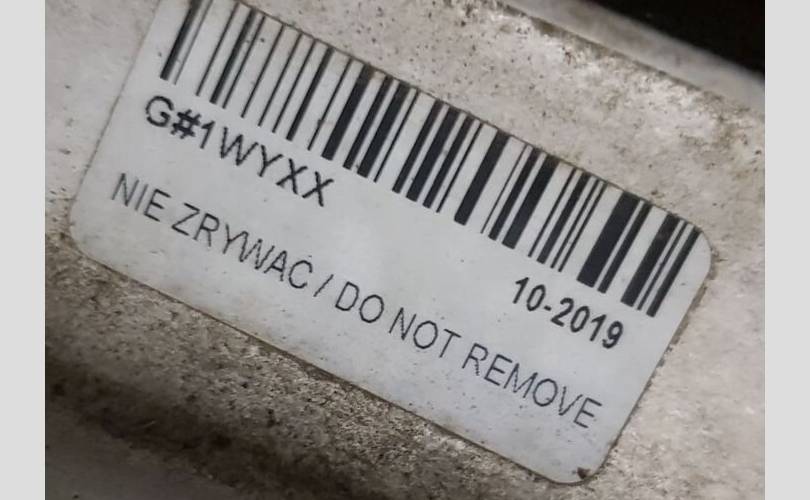 G#1WYXX
10-2019
NIE ZRYWAC / DO NOT REMOVE